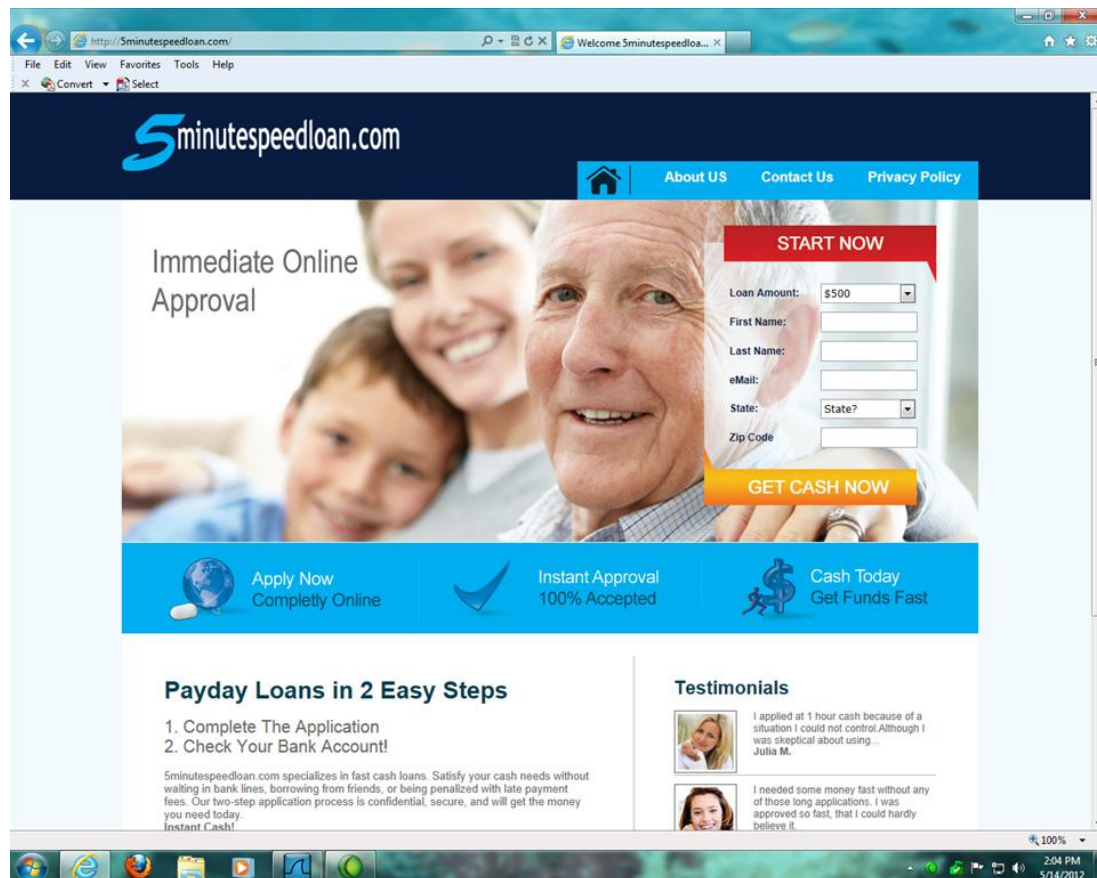 http://5minutespeedloan.com/
Welcome 5minutespeedloa...
File Edit View Favorites Tools Help
X Convert Select
5minutespeedloan.com
About US Contact Us Privacy Policy
Immediate Online
Approval
START NOW
Loan Amount: $500
First Name:
Last Name:
eMail:
State: State?
Zip Code
GET CASH NOW
Apply Now
Completly Online
Instant Approval
100% Accepted
Cash Today
Get Funds Fast
Payday Loans in 2 Easy Steps
1. Complete The Application
2. Check Your Bank Account!
5minutespeedloan.com specializes in fast cash loans. Satisfy your cash needs without
waiting in bank lines, borrowing from friends, or being penalized with late payment
fees. Our two-step application process is confidential, secure, and will get the money
you need today.
Instant Cash!
Testimonials
I applied at 1 hour cash because of a
situation I could not control.Although I
was skeptical about using...
Julia M.
I needed some money fast without any
of those long applications. I was
approved so fast, that I could hardly
believe it.
100%
2:04 PM
5/14/2012